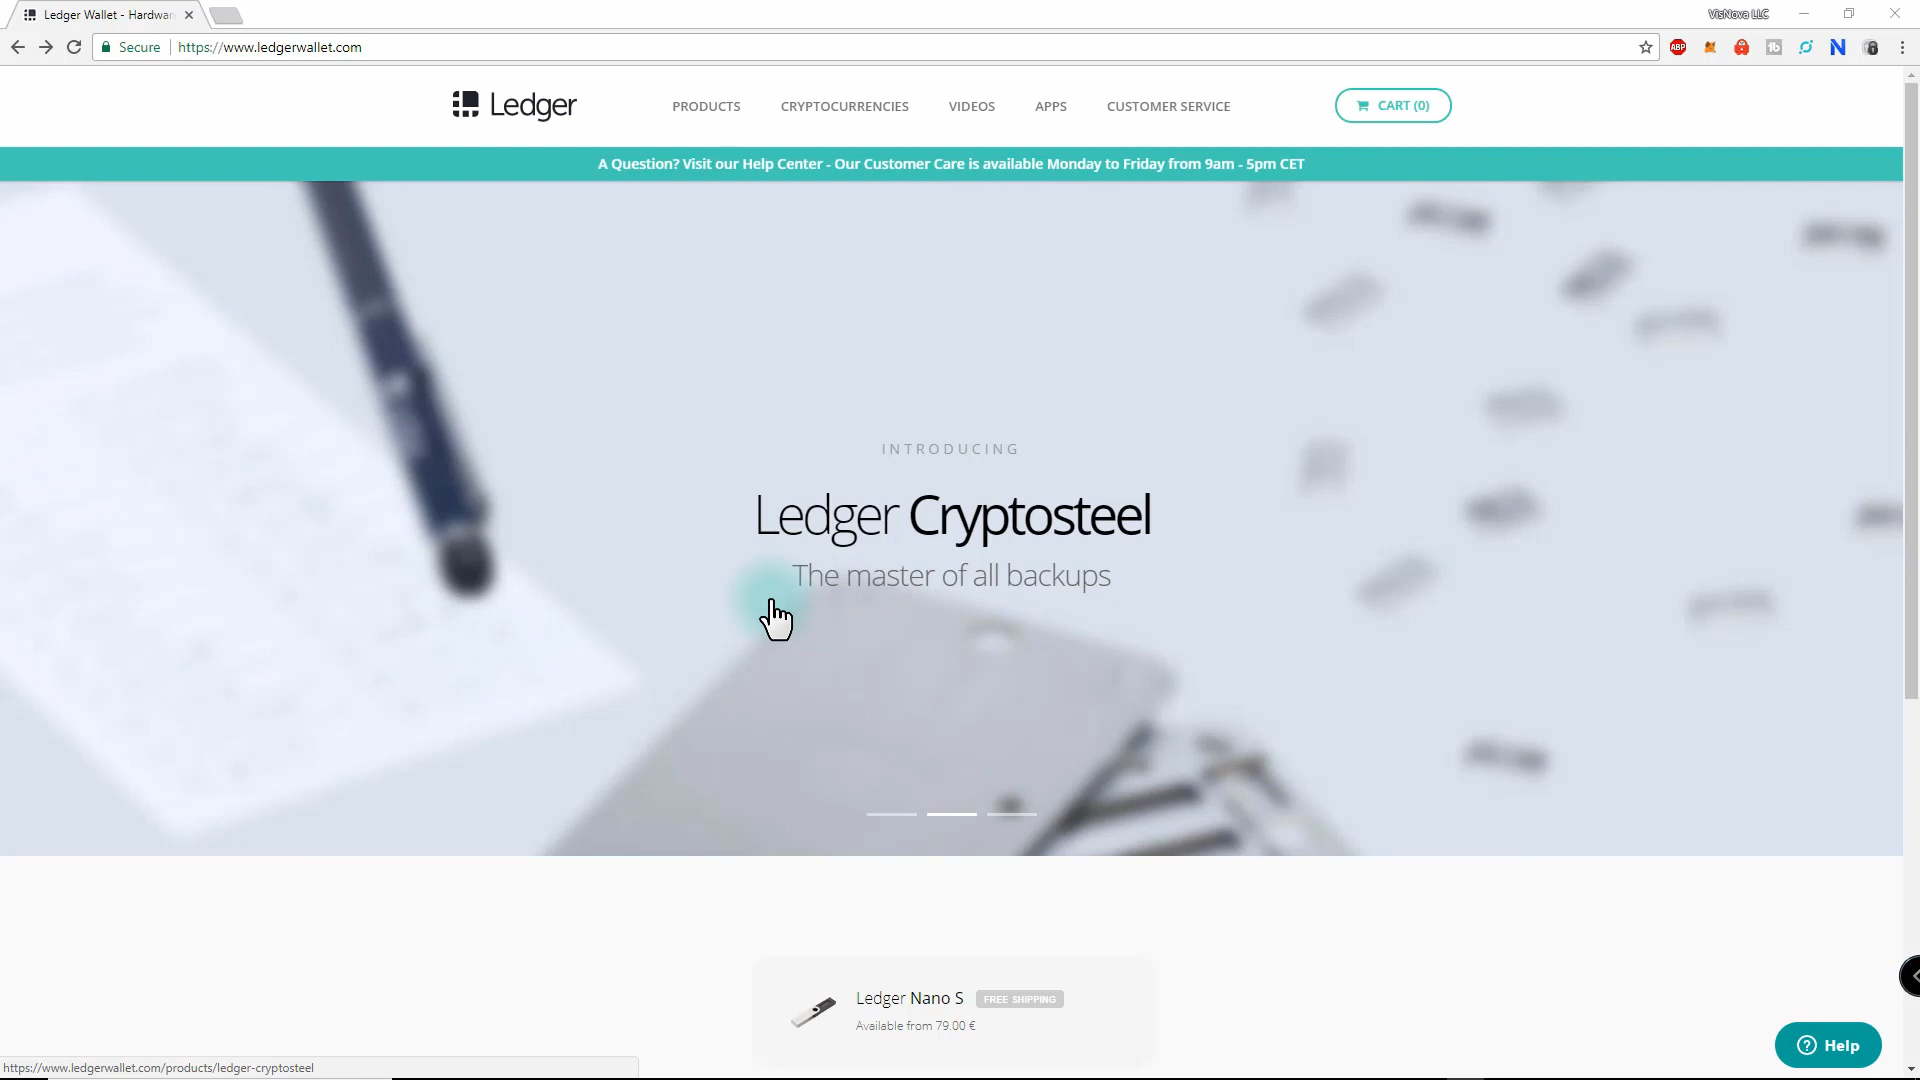 Ledger Wallet - Hardwar
VisNova LLC
Secure
https://www.ledgerwallet.com
ABP
Ledger
PRODUCTS
CRYPTOCURRENCIES
VIDEOS
APPS
CUSTOMER SERVICE
CART (0)
A Question? Visit our Help Center - Our Customer Care is available Monday to Friday from 9am - 5pm CET
INTRODUCING
Ledger Cryptosteel
The master of all backups
Ledger Nano S
FREE SHIPPING
Available from 79.00 €
Help
https://www.ledgerwallet.com/products/ledger-cryptosteel